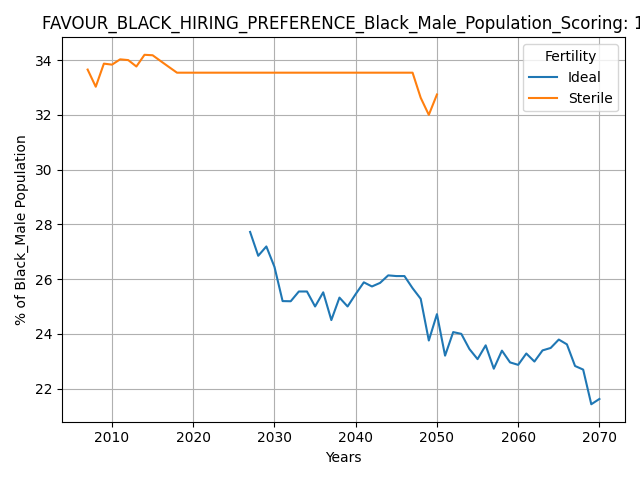 FAVOUR_BLACK_HIRING_PREFERENCE_Black_Male_Population_Scoring: 1
% of Black_Male Population
34
32
30
28
26
24
22
Fertility
Ideal
Sterile
2010 2020 2030 2040 2050 2060 2070
Years